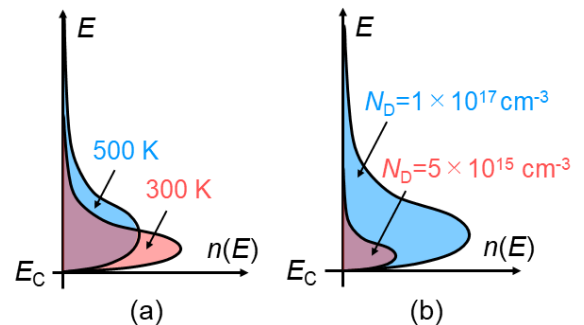 E
500 K
300 K
n(E)
E_C
(a)
E
N_D=1×10^17 cm^-3
N_D=5×10^15 cm^-3
n(E)
E_C
(b)